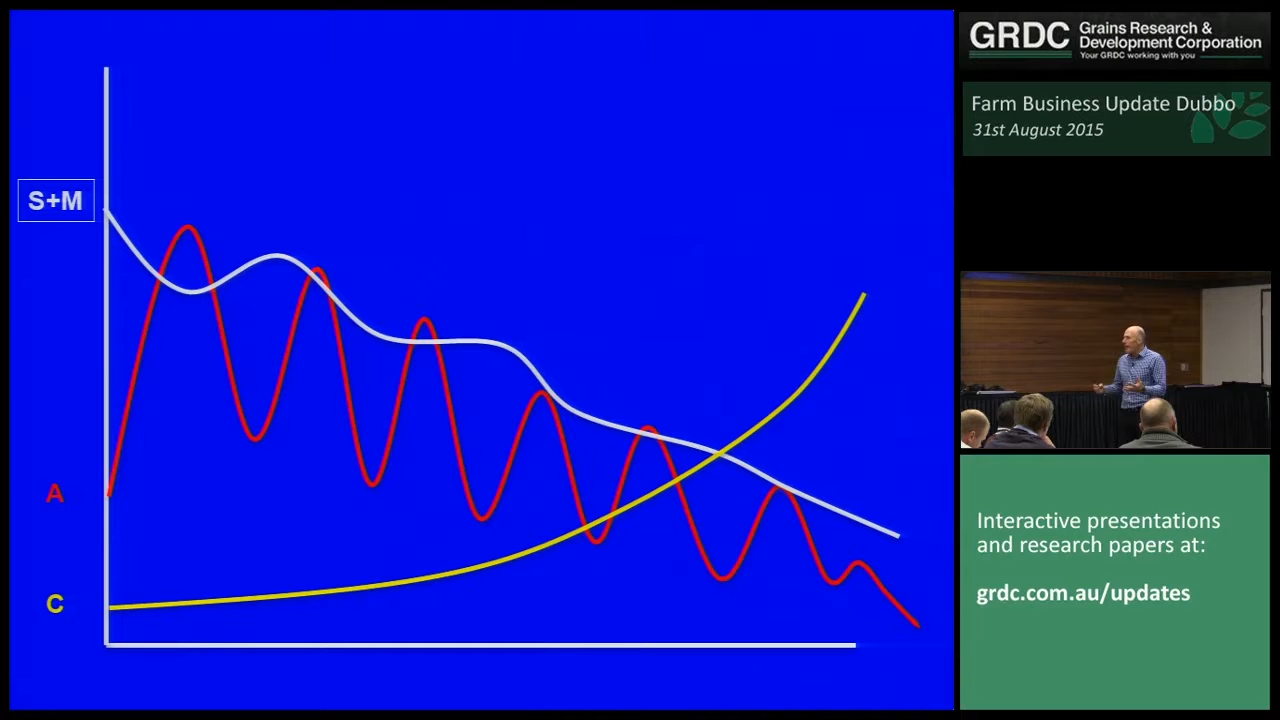 S+M
A
C
GRDC
Grains Research &
Development Corporation
Your GRDC working with you
Farm Business Update Dubbo
31st August 2015
Interactive presentations
and research papers at:
grdc.com.au/updates